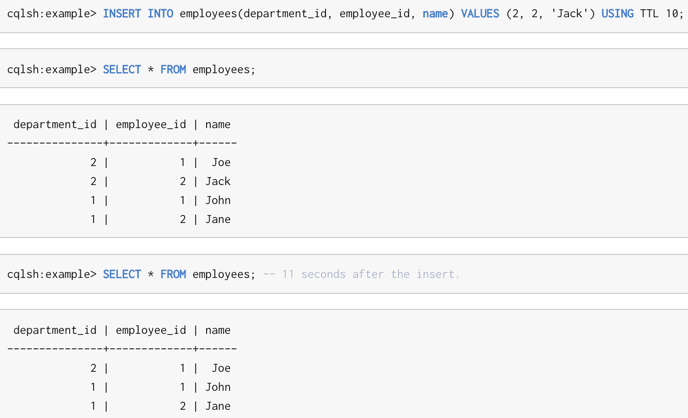 cqlsh:example> INSERT INTO employees(department_id, employee_id, name) VALUES (2, 2, 'Jack') USING TTL 10;
cqlsh:example> SELECT * FROM employees;
 department_id | employee_id | name
---------------+-------------+------
             2 |           1 |  Joe
             2 |           2 | Jack
             1 |           1 | John
             1 |           2 | Jane
cqlsh:example> SELECT * FROM employees; -- 11 seconds after the insert.
 department_id | employee_id | name
---------------+-------------+------
             2 |           1 |  Joe
             1 |           1 | John
             1 |           2 | Jane